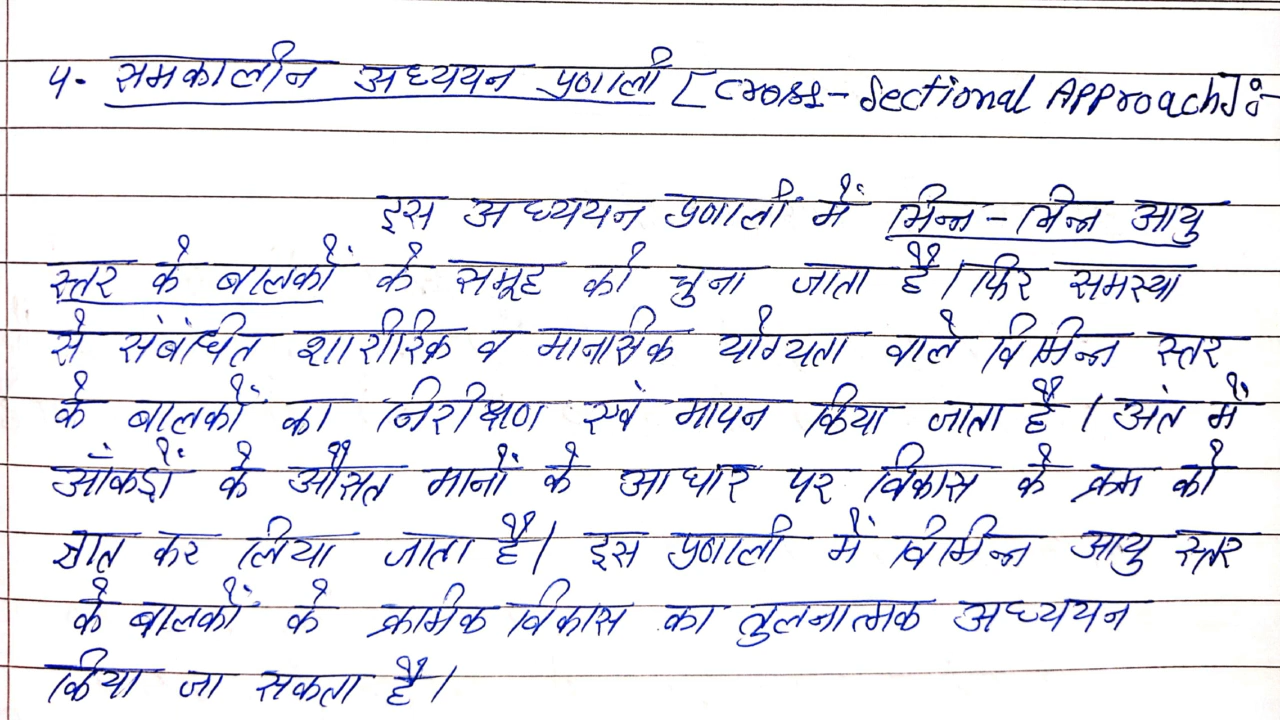 4. समकालीन अध्ययन प्रणाली [Cross-Sectional Approach]:-
इस अध्ययन प्रणाली में भिन्न-भिन्न आयु
स्तर के बालकों के समूह को चुना जाता है। फिर समस्या
से संबंधित शारीरिक व मानसिक योग्यता वाले विभिन्न स्तर
के बालकों का निरीक्षण एवं मापन किया जाता है। अंत में
आँकड़ों के औसत मानों के आधार पर विकास के क्रम को
ज्ञात कर लिया जाता है। इस प्रणाली में विभिन्न आयु स्तर
के बालकों के क्रमिक विकास का तुलनात्मक अध्ययन
किया जा सकता है।